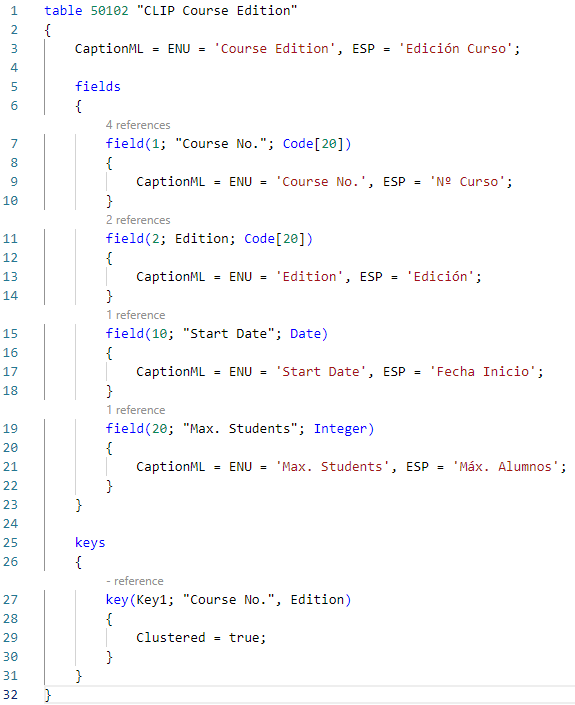 1 table 50102 "CLIP Course Edition"
2 {
3 CaptionML = ENU = 'Course Edition', ESP = 'Edición Curso';
4
5 fields
6 {
4 references
7 field(1; "Course No."; Code[20])
8 {
9 CaptionML = ENU = 'Course No.', ESP = 'Nº Curso';
10 }
2 references
11 field(2; Edition; Code[20])
12 {
13 CaptionML = ENU = 'Edition', ESP = 'Edición';
14 }
1 reference
15 field(10; "Start Date"; Date)
16 {
17 CaptionML = ENU = 'Start Date', ESP = 'Fecha Inicio';
18 }
1 reference
19 field(20; "Max. Students"; Integer)
20 {
21 CaptionML = ENU = 'Max. Students', ESP = 'Máx. Alumnos';
22 }
23 }
24
25 keys
26 {
- reference
27 key(Key1; "Course No.", Edition)
28 {
29 Clustered = true;
30 }
31 }
32 }